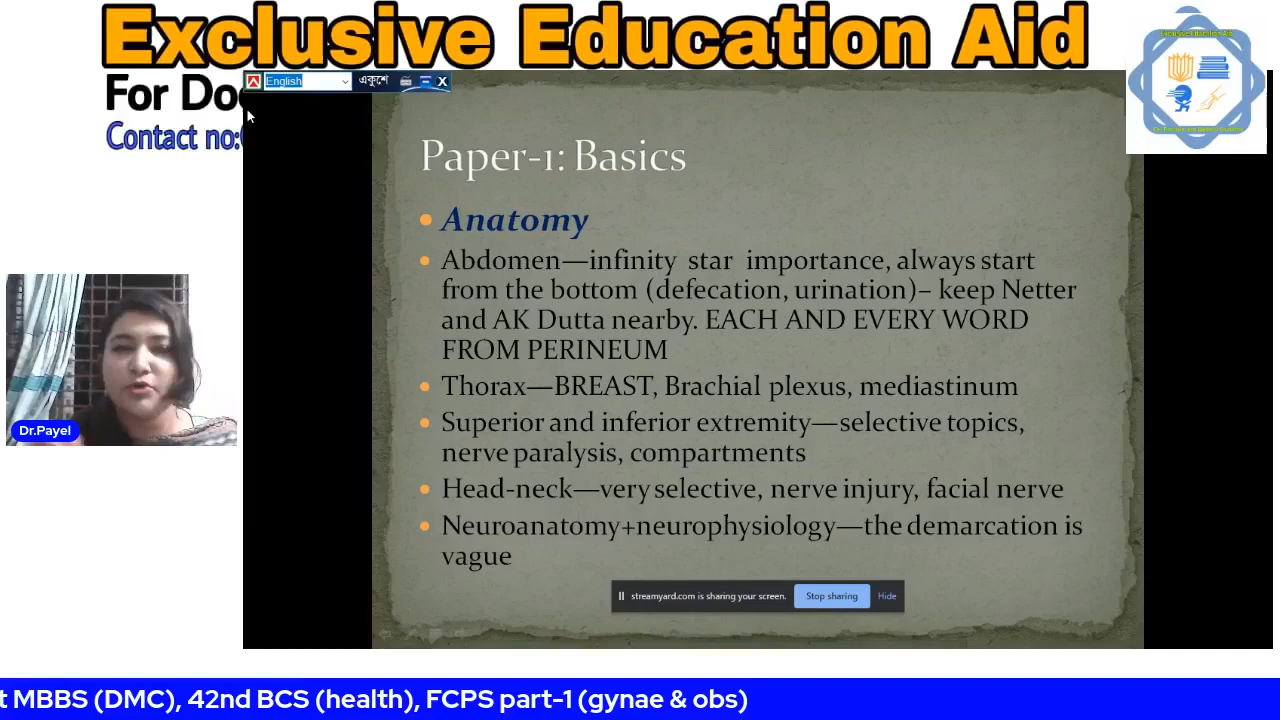 Exclusive Education Aid
For Do
Contact no:
English
একুশে
Paper-1: Basics
Anatomy
Abdomen—infinity star importance, always start
from the bottom (defecation, urination)– keep Netter
and AK Dutta nearby. EACH AND EVERY WORD
FROM PERINEUM
Thorax—BREAST, Brachial plexus, mediastinum
Superior and inferior extremity—selective topics,
nerve paralysis, compartments
Head-neck—very selective, nerve injury, facial nerve
Neuroanatomy+neurophysiology—the demarcation is
vague
streamyard.com is sharing your screen.
Stop sharing
Hide
Dr.Payel
t MBBS (DMC), 42nd BCS (health), FCPS part-1 (gynae & obs)